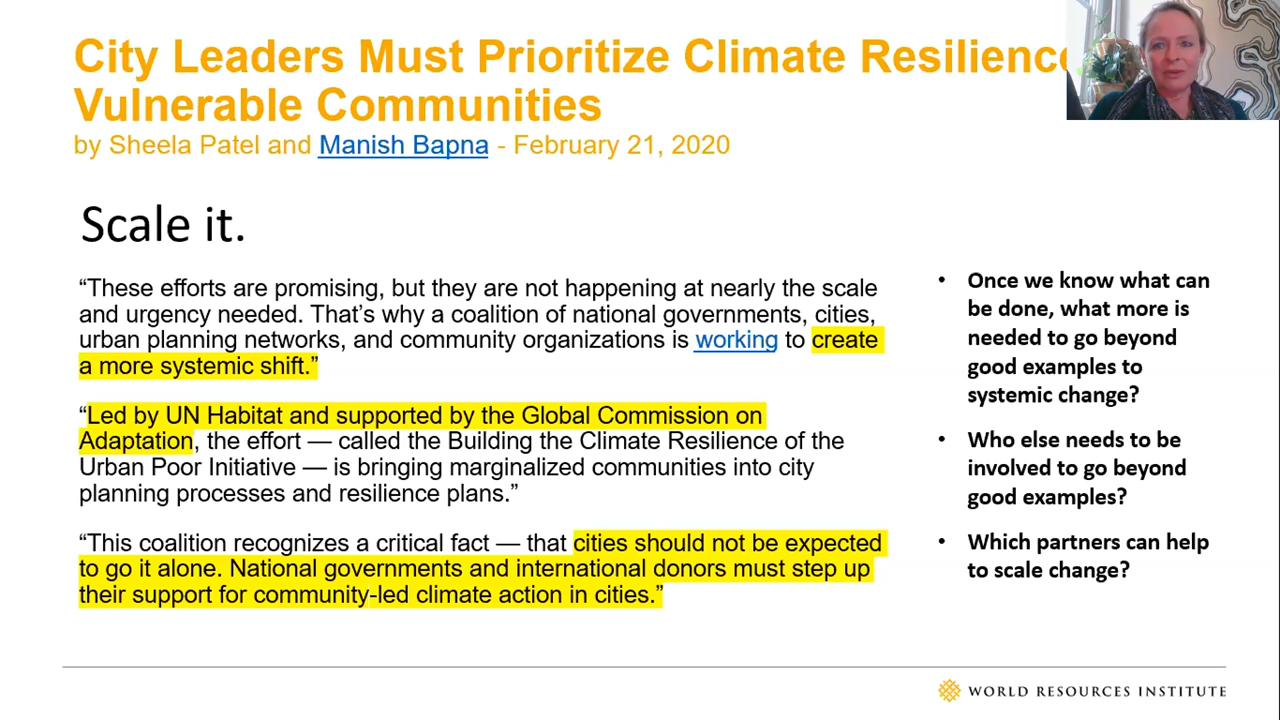 City Leaders Must Prioritize Climate Resilience
Vulnerable Communities
by Sheela Patel and Manish Bapna - February 21, 2020
Scale it.
“These efforts are promising, but they are not happening at nearly the scale
and urgency needed. That’s why a coalition of national governments, cities,
urban planning networks, and community organizations is working to create
a more systemic shift.”
“Led by UN Habitat and supported by the Global Commission on
Adaptation, the effort — called the Building the Climate Resilience of the
Urban Poor Initiative — is bringing marginalized communities into city
planning processes and resilience plans.”
“This coalition recognizes a critical fact — that cities should not be expected
to go it alone. National governments and international donors must step up
their support for community-led climate action in cities.”
• Once we know what can
be done, what more is
needed to go beyond
good examples to
systemic change?
• Who else needs to be
involved to go beyond
good examples?
• Which partners can help
to scale change?
WORLD RESOURCES INSTITUTE